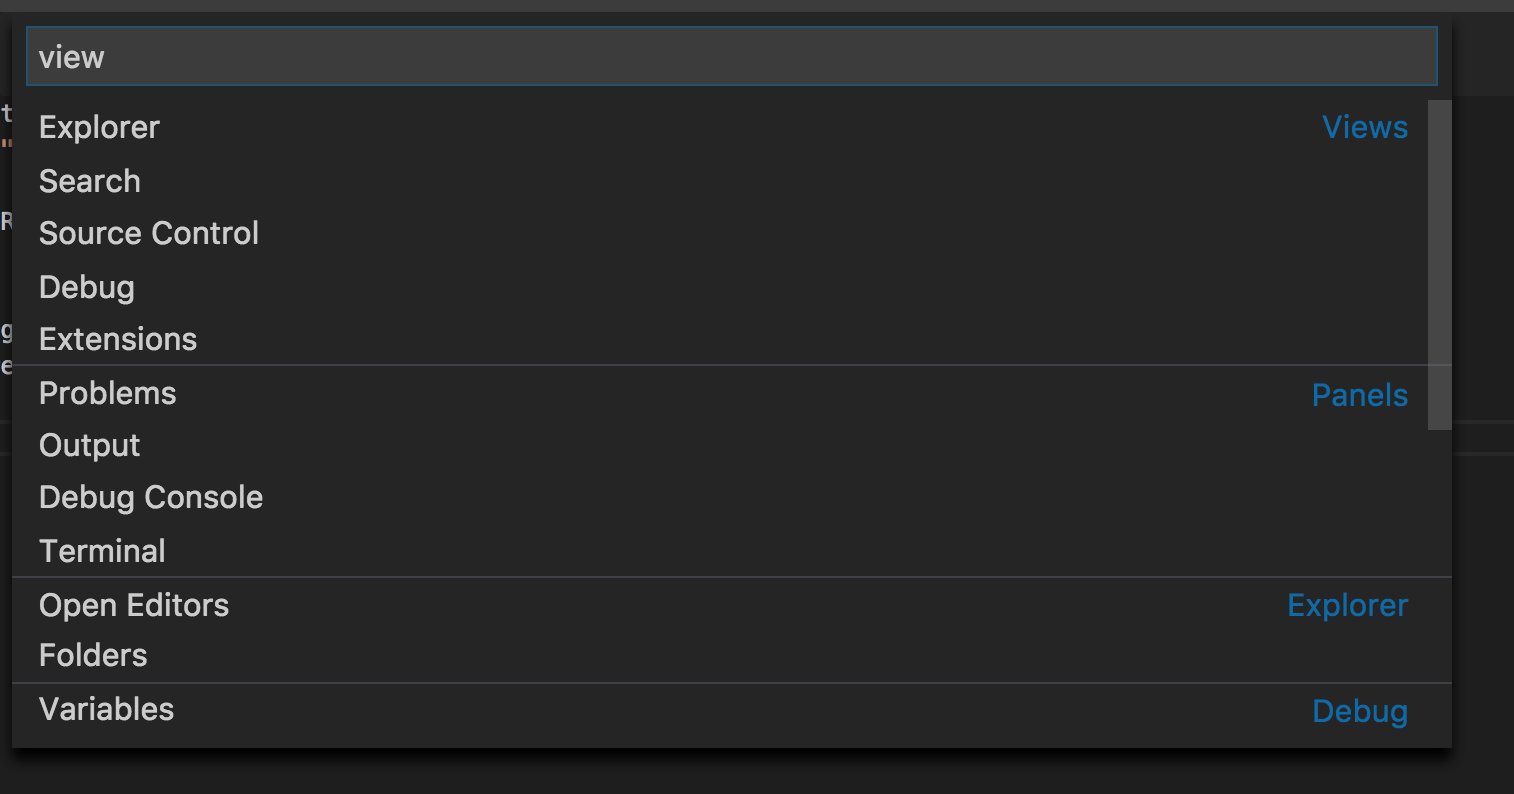 view
Explorer Views
Search
Source Control
Debug
Extensions
Problems Panels
Output
Debug Console
Terminal
Open Editors Explorer
Folders
Variables Debug